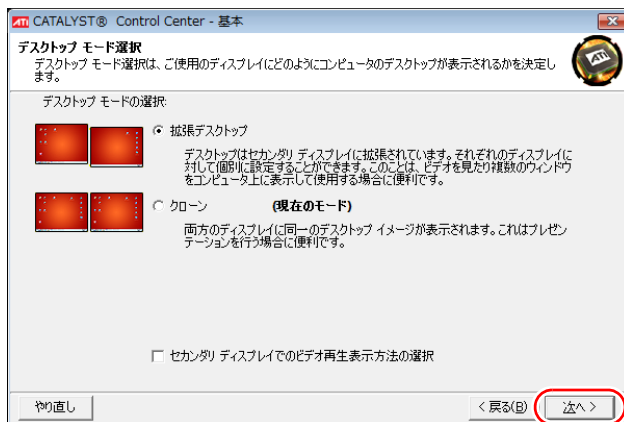 ATI CATALYST® Control Center - 基本
デスクトップ モード選択
デスクトップ モード選択は、ご使用のディスプレイにどのようにコンピュータのデスクトップが表示されるかを決定し
ます。
ATI
デスクトップ モードの選択:
拡張デスクトップ
デスクトップはセカンダリ ディスプレイに拡張されています。それぞれのディスプレイに
対して個別に設定することができます。このことは、ビデオを見たり複数のウィンドウ
をコンピュータ上に表示して使用する場合に便利です。
クローン (現在のモード)
両方のディスプレイに同一のデスクトップ イメージが表示されます。これはプレゼン
テーションを行う場合に便利です。
セカンダリ ディスプレイでのビデオ再生表示方法の選択
やり直し < 戻る(B) 次へ >